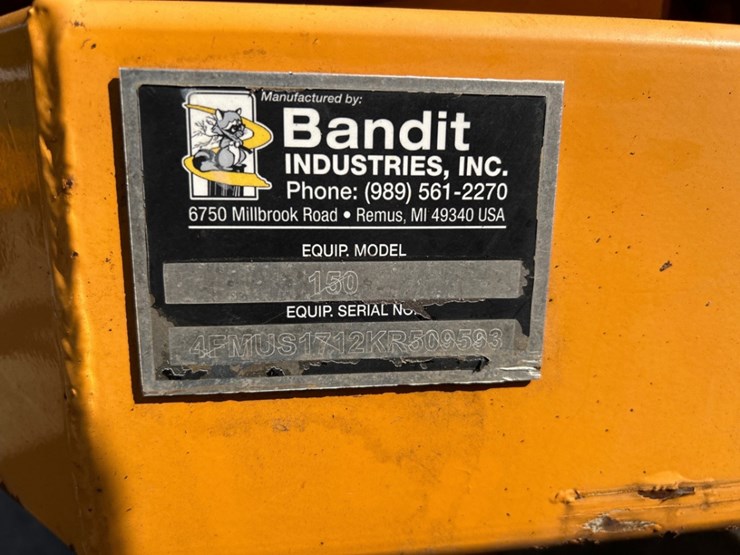 Manufactured by:
Bandit
INDUSTRIES, INC.
Phone: (989) 561-2270
6750 Millbrook Road • Remus, MI 49340 USA
EQUIP. MODEL
150
EQUIP. SERIAL NO.
4FMUS1712KR509593